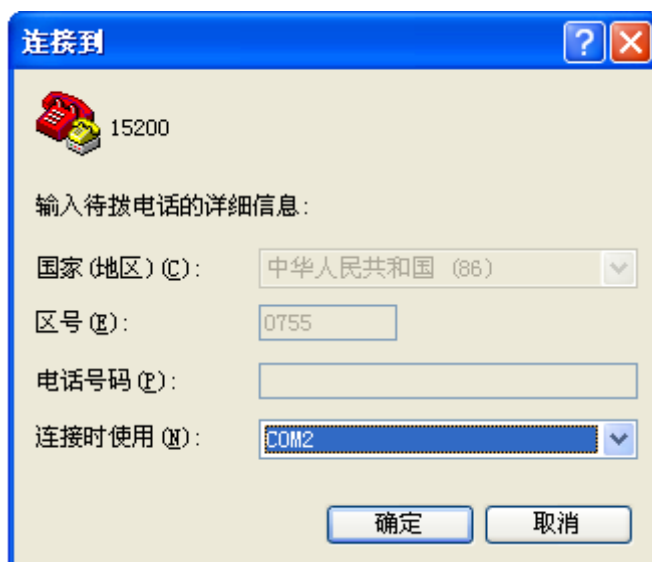 连接到
15200
输入待拨电话的详细信息:
国家(地区)(C): 中华人民共和国 (86)
区号(E): 0755
电话号码(P):
连接时使用(N): COM2
确定 取消